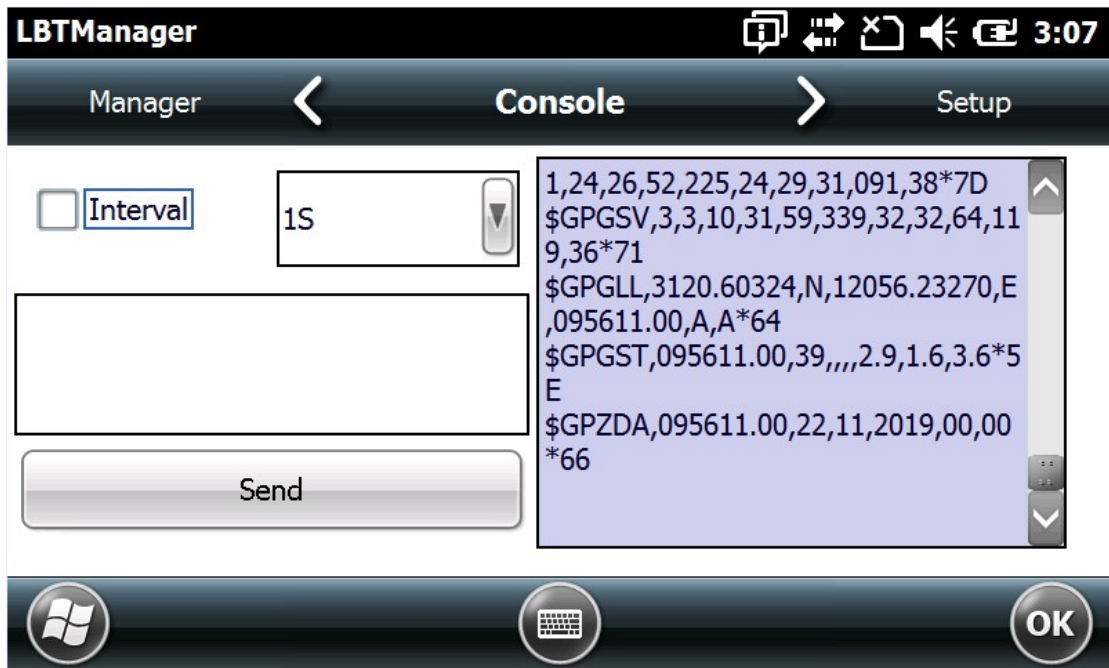 LBTManager 3:07
Manager Console Setup
Interval
1S
1,24,26,52,225,24,29,31,091,38*7D
$GPGSV,3,3,10,31,59,339,32,32,64,11
9,36*71
$GPGLL,3120.60324,N,12056.23270,E
,095611.00,A,A*64
$GPGST,095611.00,39,,,,2.9,1.6,3.6*5
E
$GPZDA,095611.00,22,11,2019,00,00
*66
Send
OK